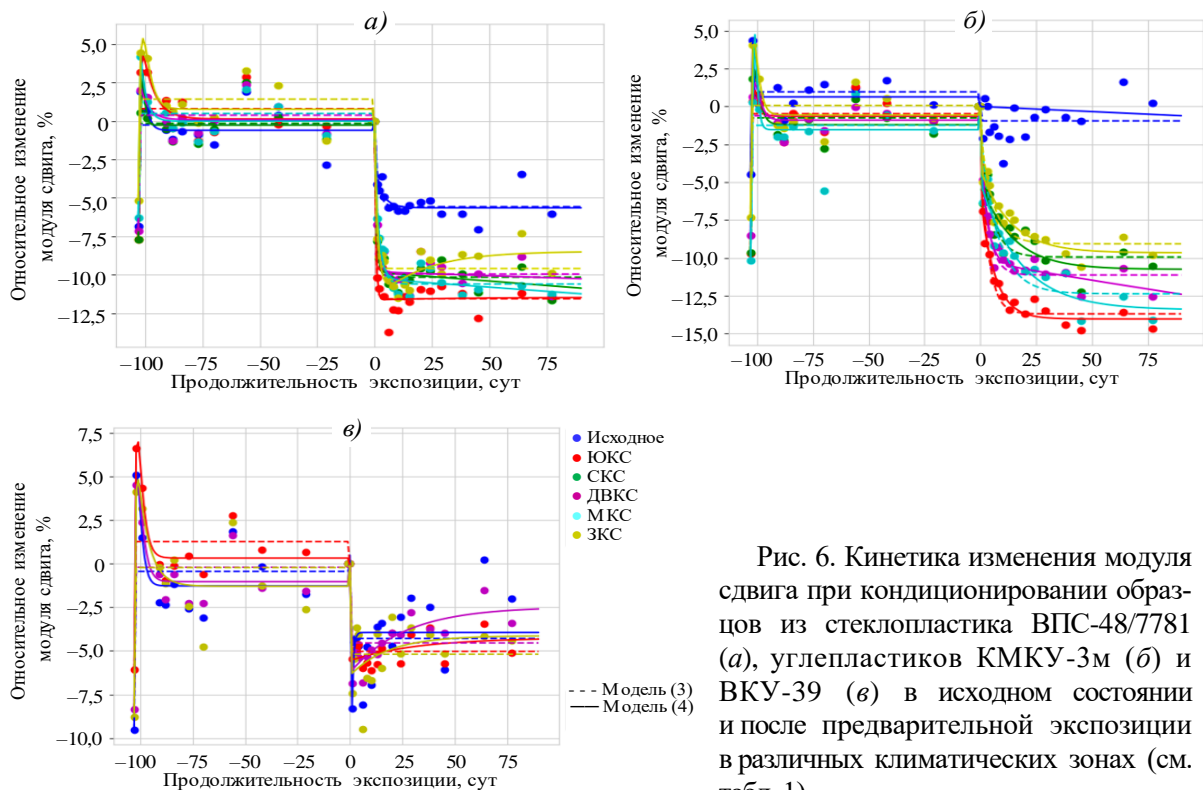 а)
Относительное изменение
модуля сдвига, %
5,0
2,5
0
−2,5
−5,0
−7,5
−10,0
−12,5
−100 −75 −50 −25 0 25 50 75
Продолжительность экспозиции, сут
б)
Относительное изменение
модуля сдвига, %
5,0
2,5
0
−2,5
−5,0
−7,5
−10,0
−12,5
−15,0
−100 −75 −50 −25 0 25 50 75
Продолжительность экспозиции, сут
в)
Относительное изменение
модуля сдвига, %
7,5
5,0
2,5
0
−2,5
−5,0
−7,5
−10,0
−100 −75 −50 −25 0 25 50 75
Продолжительность экспозиции, сут
Исходное
ЮКС
СКС
ДВКС
МКС
ЗКС
Модель (3)
Модель (4)
Рис. 6. Кинетика изменения модуля
сдвига при кондиционировании образ-
цов из стеклопластика ВПС-48/7781
(а), углепластиков КМКУ-3м (б) и
ВКУ-39 (в) в исходном состоянии
и после предварительной экспозиции
в различных климатических зонах (см.